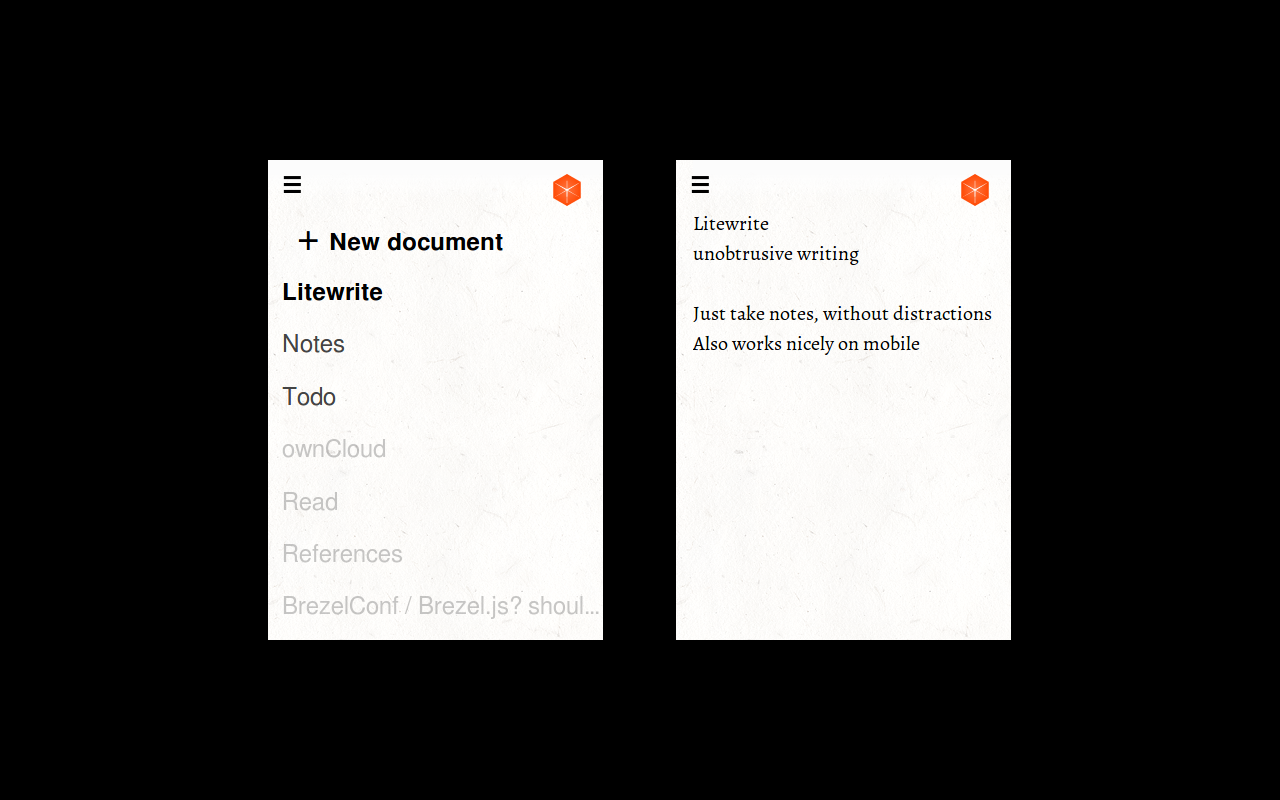 New document
Litewrite
Notes
Todo
ownCloud
Read
References
BrezelConf / Brezel.js? shoul...
Litewrite
unobtrusive writing
Just take notes, without distractions
Also works nicely on mobile